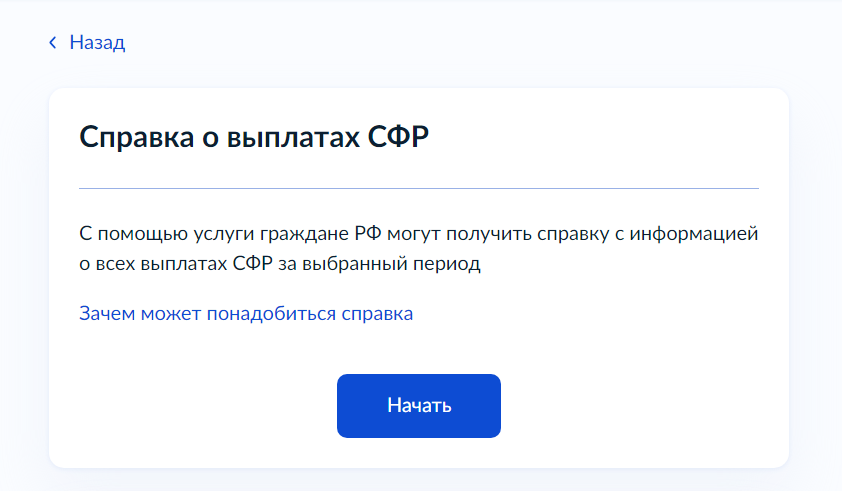 Назад
Справка о выплатах СФР
С помощью услуги граждане РФ могут получить справку с информацией
о всех выплатах СФР за выбранный период
Зачем может понадобиться справка
Начать